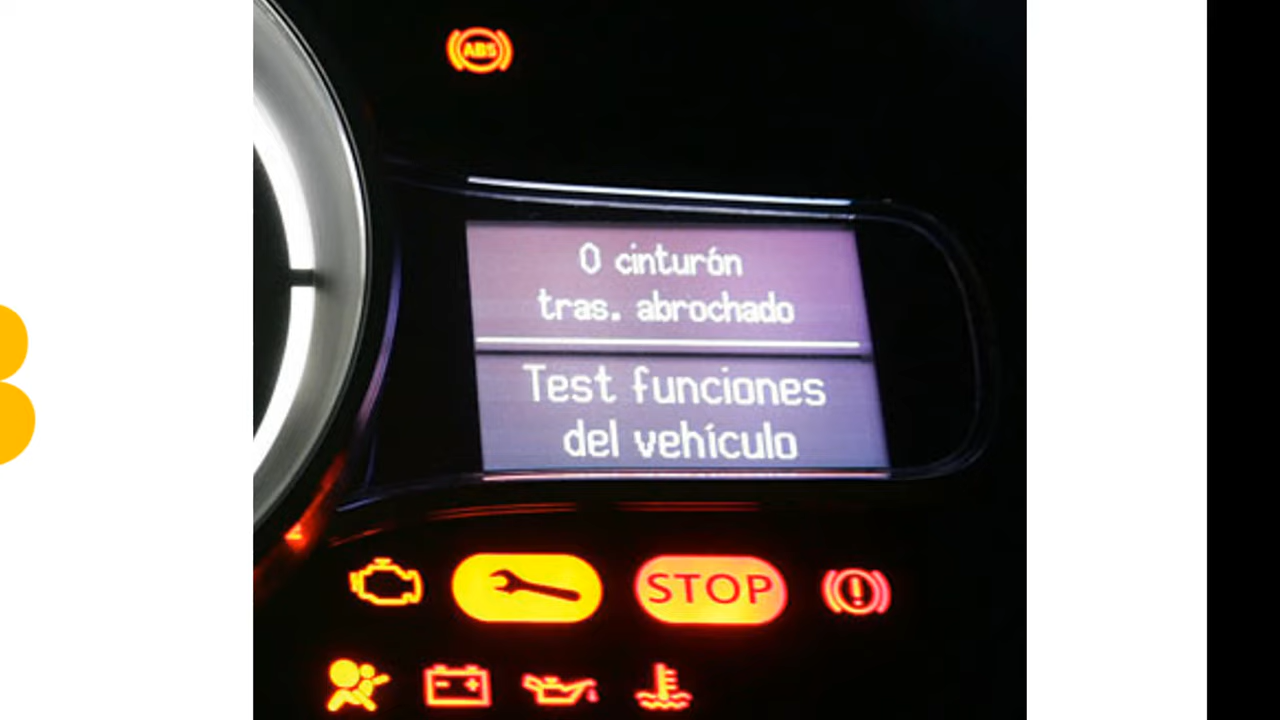 ABS
0 cinturón
tras. abrochado
Test funciones
del vehículo
STOP